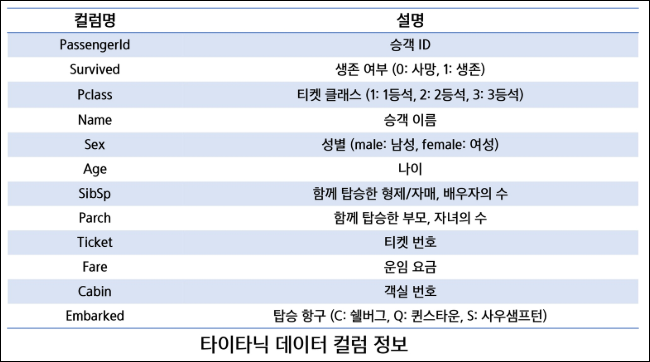 컬럼명 설명
PassengerId 승객 ID
Survived 생존 여부 (0: 사망, 1: 생존)
Pclass 티켓 클래스 (1: 1등석, 2: 2등석, 3: 3등석)
Name 승객 이름
Sex 성별 (male: 남성, female: 여성)
Age 나이
SibSp 함께 탑승한 형제/자매, 배우자의 수
Parch 함께 탑승한 부모, 자녀의 수
Ticket 티켓 번호
Fare 운임 요금
Cabin 객실 번호
Embarked 탑승 항구 (C: 쉘버그, Q: 퀸스타운, S: 사우샘프턴)
타이타닉 데이터 컬럼 정보